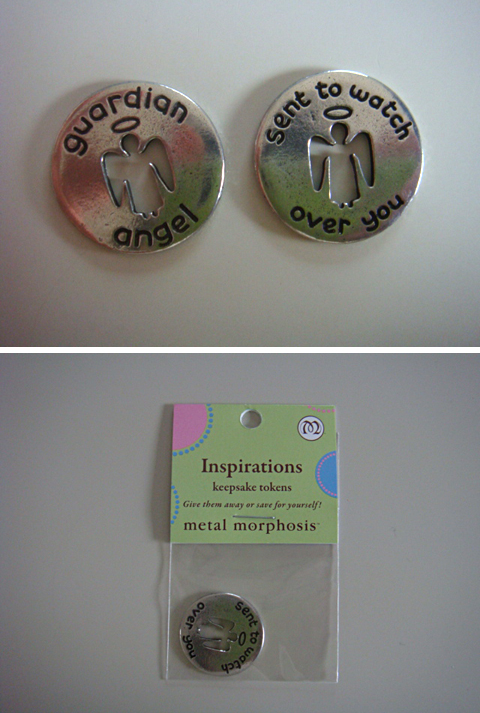 guardian
angel
sent to watch
over you
Inspirations
keepsake tokens
Give them away or save for yourself!
metal morphosis™
sent to watch
over you